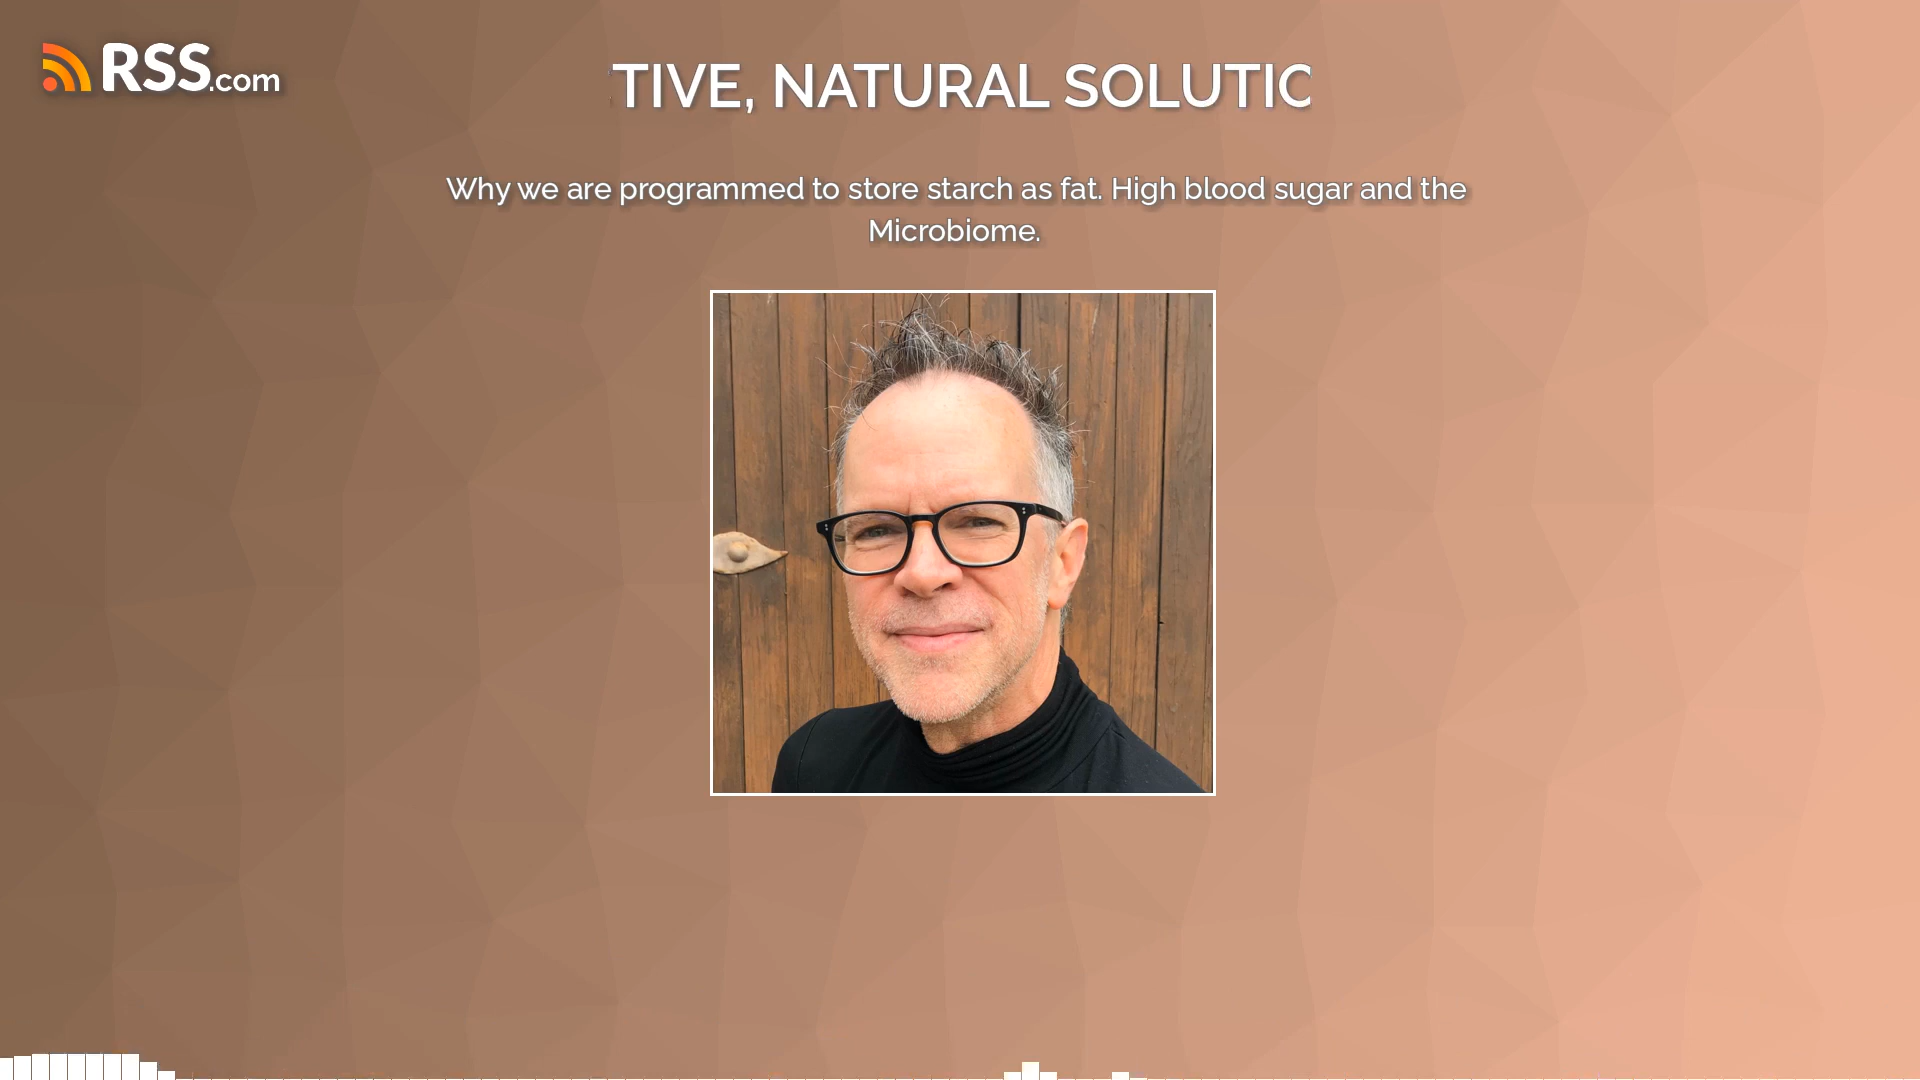 RSS.com
TIVE, NATURAL SOLUTIC
Why we are programmed to store starch as fat. High blood sugar and the
Microbiome.